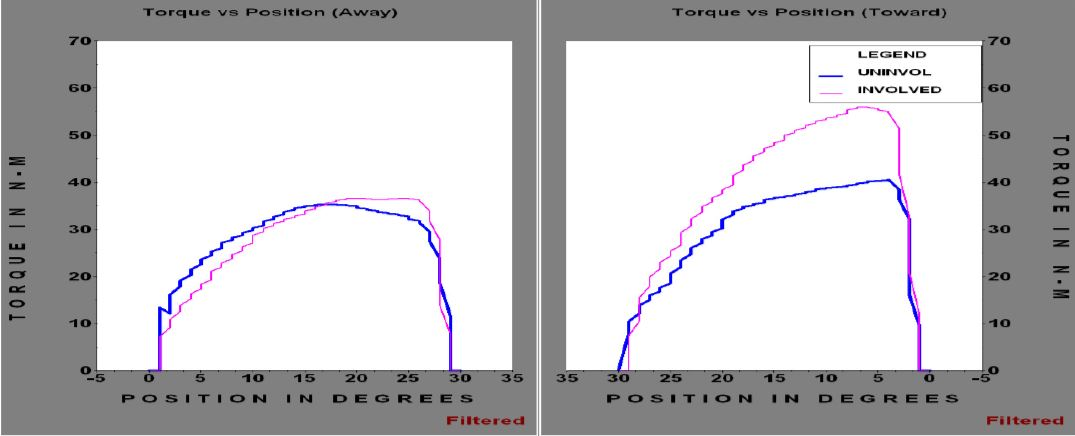 Torque vs Position (Away)
70
60
50
40
30
20
10
0
-5 0 5 10 15 20 25 30 35
TORQUE IN N-M
POSITION IN DEGREES
Filtered
Torque vs Position (Toward)
LEGEND
UNINVOL
INVOLVED
70
60
50
40
30
20
10
0
35 30 25 20 15 10 5 0 -5
TORQUE IN N-M
POSITION IN DEGREES
Filtered